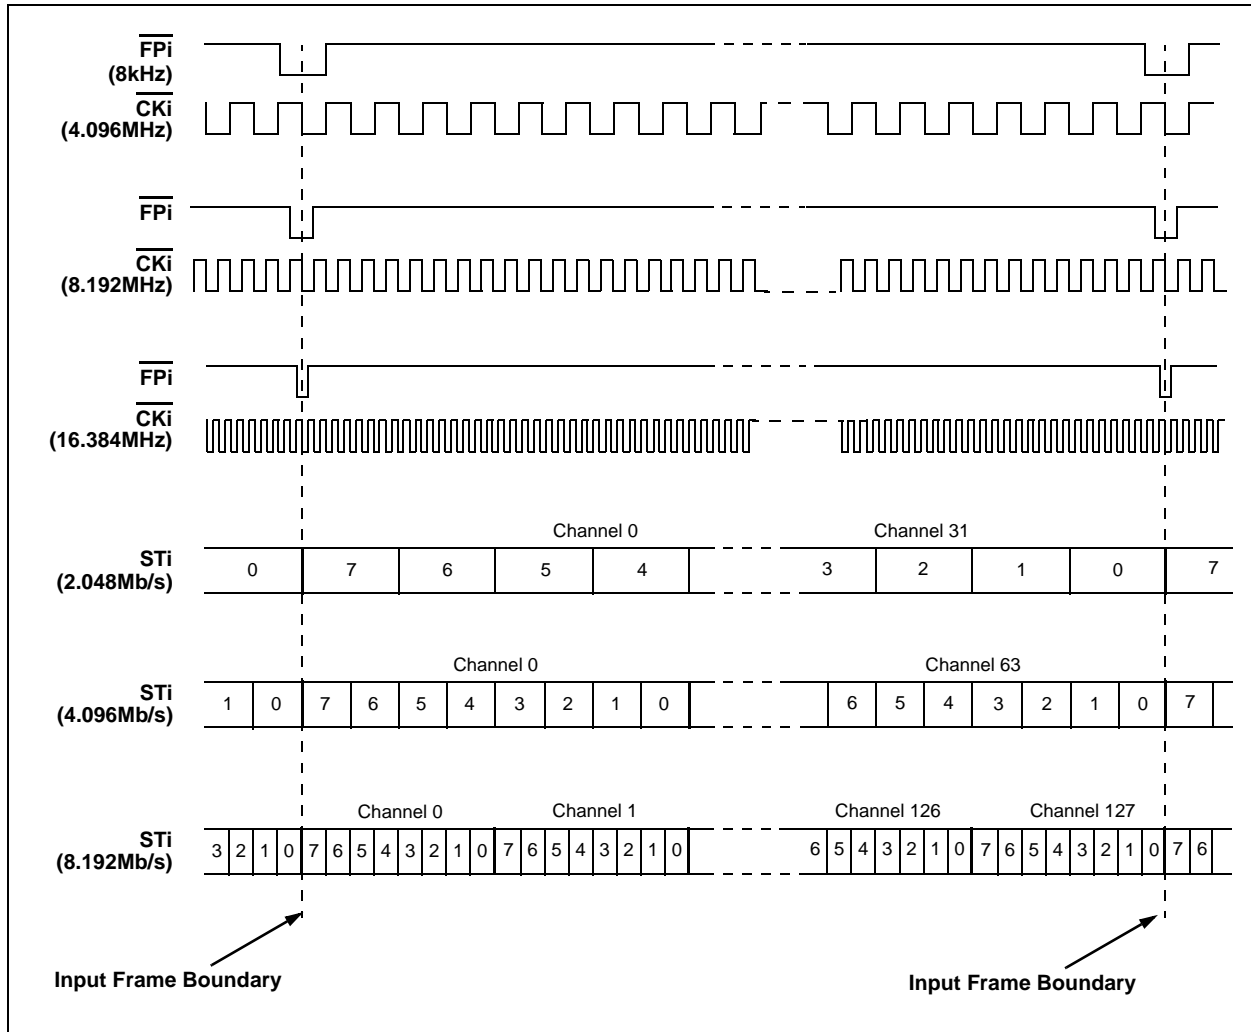 FPi
(8kHz)
CKi
(4.096MHz)
FPi
CKi
(8.192MHz)
FPi
CKi
(16.384MHz)
Channel 0 Channel 31
STi
(2.048Mb/s)
0 7 6 5 4 3 2 1 0 7
Channel 0 Channel 63
STi
(4.096Mb/s)
1 0 7 6 5 4 3 2 1 0 6 5 4 3 2 1 0 7
Channel 0 Channel 1 Channel 126 Channel 127
STi
(8.192Mb/s)
3 2 1 0 7 6 5 4 3 2 1 0 7 6 5 4 3 2 1 0 6 5 4 3 2 1 0 7 6 5 4 3 2 1 0 7 6
Input Frame Boundary
Input Frame Boundary